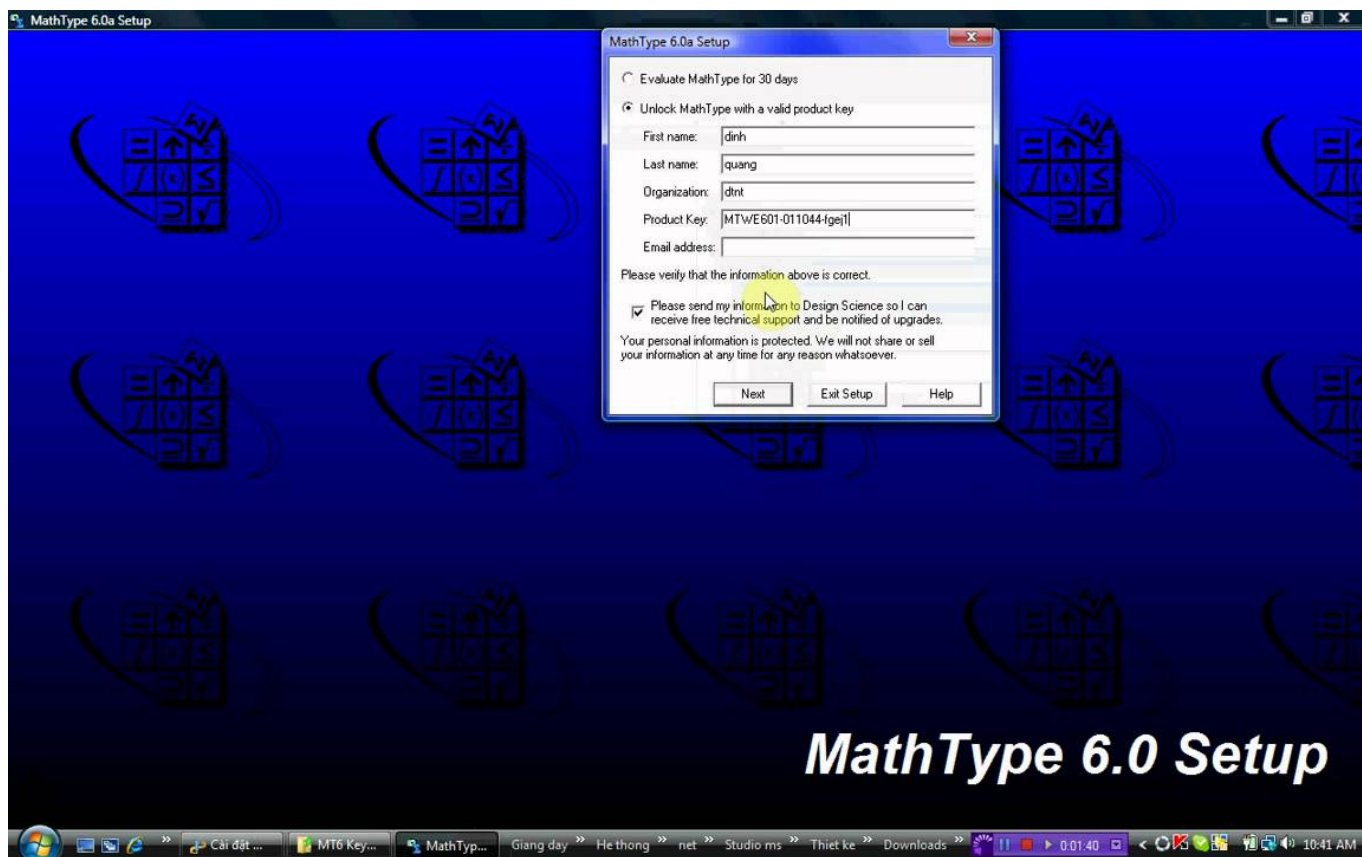 MathType 6.0a Setup
MathType 6.0a Setup
Evaluate MathType for 30 days
Unlock MathType with a valid product key
First name: dinh
Last name: quang
Organization: dtnt
Product Key: MTWE601-011044-fgej1
Email address:
Please verify that the information above is correct.
Please send my information to Design Science so I can
receive free technical support and be notified of upgrades.
Your personal information is protected. We will not share or sell
your information at any time for any reason whatsoever.
Next Exit Setup Help
MathType 6.0 Setup
Cài đặt ... MT6 Key... MathTyp... Giang day » He thong » net » Studio ms » Thiet ke » Downloads » 0:01:40 10:41 AM